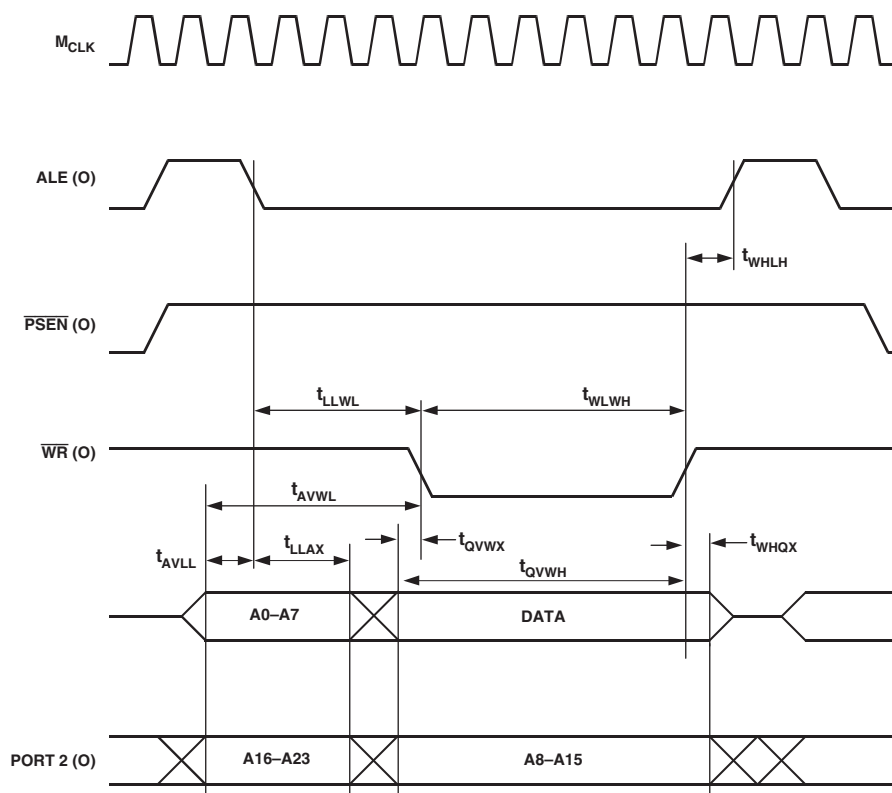 MCLK
ALE (O)
tWHLH
PSEN (O)
tLLWL
tWLWH
WR (O)
tAVWL
tAVLL
tLLAX
tQVWX
tWHQX
tQVWH
A0–A7
DATA
PORT 2 (O)
A16–A23
A8–A15